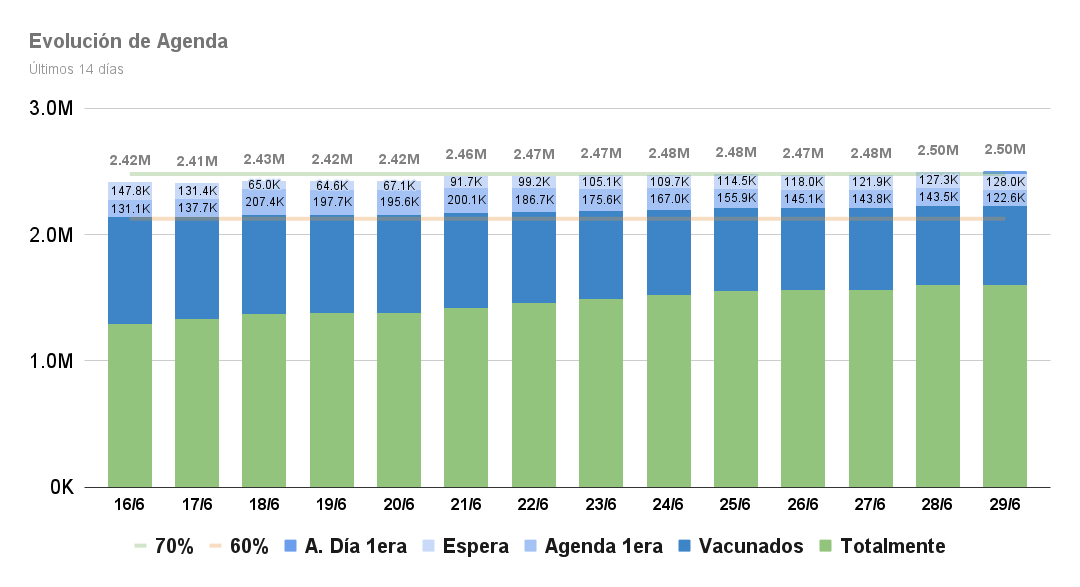 Evolución de Agenda
Últimos 14 días
3.0M
2.42M 2.41M 2.43M 2.42M 2.42M 2.46M 2.47M 2.47M 2.48M 2.48M 2.47M 2.48M 2.50M 2.50M
147.8K 131.4K 65.0K 64.6K 67.1K 91.7K 99.2K 105.1K 109.7K 114.5K 118.0K 121.9K 127.3K 128.0K
131.1K 137.7K 207.4K 197.7K 195.6K 200.1K 186.7K 175.6K 167.0K 155.9K 145.1K 143.8K 143.5K 122.6K
2.0M
1.0M
0K
16/6 17/6 18/6 19/6 20/6 21/6 22/6 23/6 24/6 25/6 26/6 27/6 28/6 29/6
70% 60% A. Día 1era Espera Agenda 1era Vacunados Totalmente